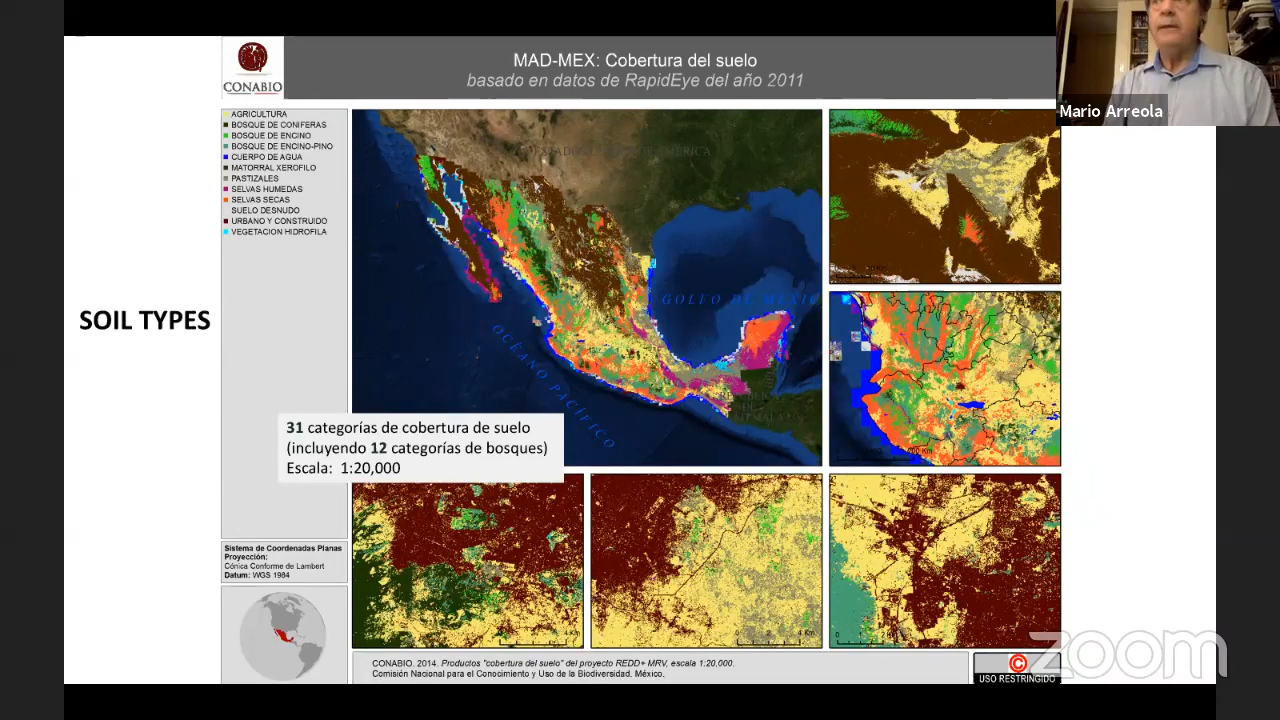 MAD-MEX: Cobertura del suelo
basado en datos de RapidEye del año 2011
CONABIO
Mario Arreola
AGRICULTURA
BOSQUE DE CONIFERAS
BOSQUE DE ENCINO
BOSQUE DE ENCINO-PINO
CUERPO DE AGUA
MATORRAL XEROFILO
PASTIZALES
SELVAS HUMEDAS
SELVAS SECAS
SUELO DESNUDO
URBANO Y CONSTRUIDO
VEGETACION HIDROFILA
GOLFO DE MÉXI
OCÉANO PACÍFICO
SOIL TYPES
31 categorías de cobertura de suelo
(incluyendo 12 categorías de bosques)
Escala: 1:20,000
Sistema de Coordenadas Planas
Proyección:
Cónica Conforme de Lambert
Datum: WGS 1984
CONABIO. 2014. Productos "cobertura del suelo" del proyecto REDD+ MRV, escala 1:20,000.
Comisión Nacional para el Conocimiento y Uso de la Biodiversidad. México.
USO RESTRINGIDO
zoom